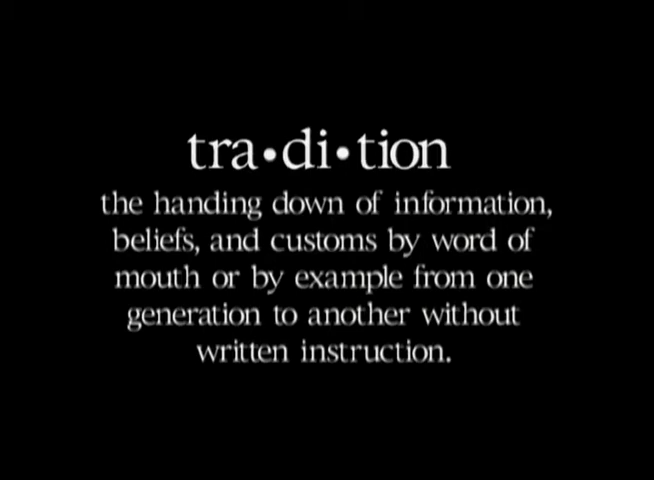 tra•di•tion
the handing down of information,
beliefs, and customs by word of
mouth or by example from one
generation to another without
written instruction.